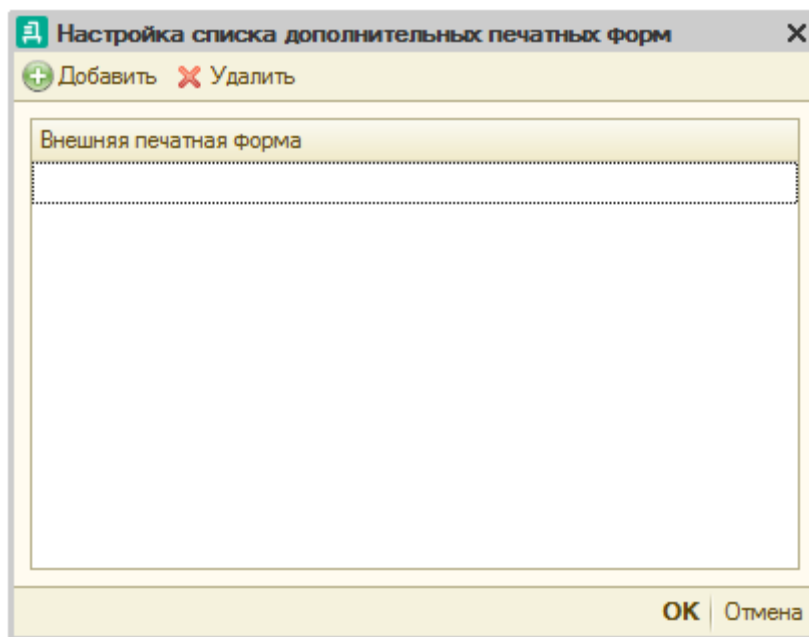 Настройка списка дополнительных печатных форм
Добавить Удалить
Внешняя печатная форма
OK Отмена